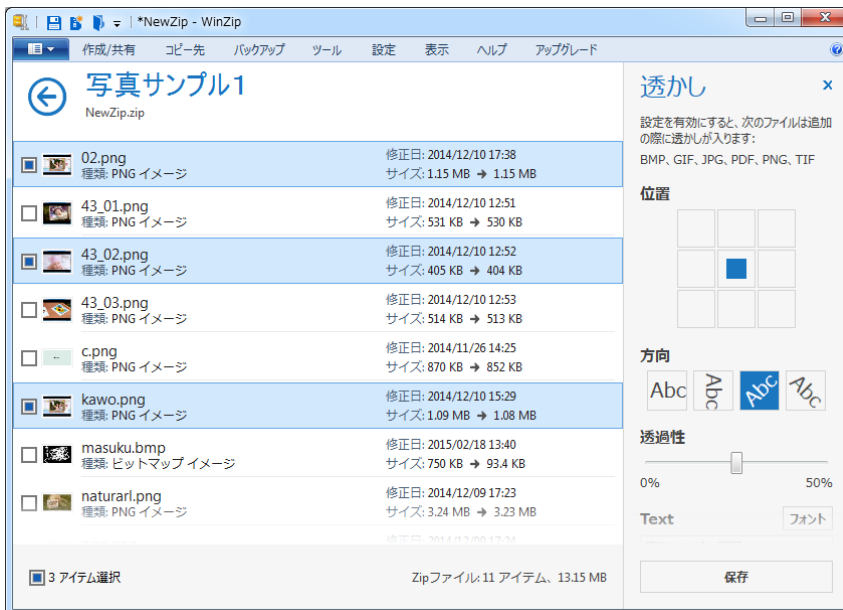 *NewZip - WinZip
作成/共有 コピー先 バックアップ ツール 設定 表示 ヘルプ アップグレード
写真サンプル1
NewZip.zip
02.png
種類: PNG イメージ
修正日: 2014/12/10 17:38
サイズ: 1.15 MB → 1.15 MB
43_01.png
種類: PNG イメージ
修正日: 2014/12/10 12:51
サイズ: 531 KB → 530 KB
43_02.png
種類: PNG イメージ
修正日: 2014/12/10 12:52
サイズ: 405 KB → 404 KB
43_03.png
種類: PNG イメージ
修正日: 2014/12/10 12:53
サイズ: 514 KB → 513 KB
c.png
種類: PNG イメージ
修正日: 2014/11/26 14:25
サイズ: 870 KB → 852 KB
kawo.png
種類: PNG イメージ
修正日: 2014/12/10 15:29
サイズ: 1.09 MB → 1.08 MB
masuku.bmp
種類: ビットマップ イメージ
修正日: 2015/02/18 13:40
サイズ: 750 KB → 93.4 KB
naturarl.png
種類: PNG イメージ
修正日: 2014/12/09 17:23
サイズ: 3.24 MB → 3.23 MB
修正日: 2014/12/09 17:24
3 アイテム選択
Zipファイル: 11 アイテム、13.15 MB
透かし
設定を有効にすると、次のファイルは追加
の際に透かしが入ります:
BMP、GIF、JPG、PDF、PNG、TIF
位置
方向
Abc Abc Abc Abc
透過性
0% 50%
Text フォント
保存